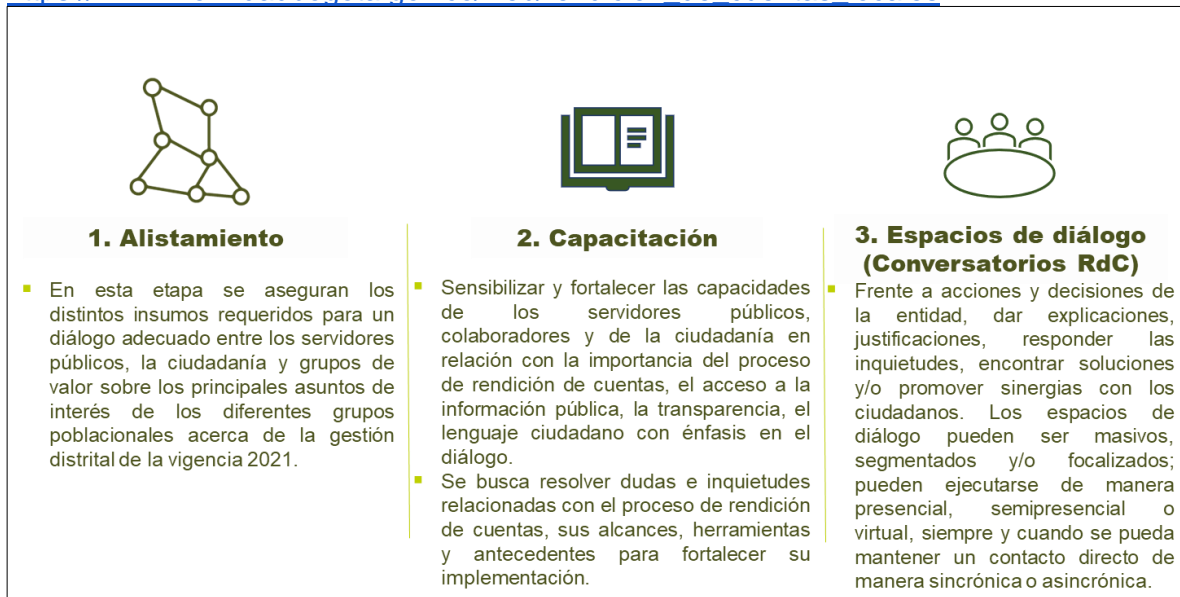 1. Alistamiento
▪ En esta etapa se aseguran los
distintos insumos requeridos para un
diálogo adecuado entre los servidores
públicos, la ciudadanía y grupos de
valor sobre los principales asuntos de
interés de los diferentes grupos
poblacionales acerca de la gestión
distrital de la vigencia 2021.
2. Capacitación
▪ Sensibilizar y fortalecer las capacidades
de los servidores públicos,
colaboradores y de la ciudadanía en
relación con la importancia del proceso
de rendición de cuentas, el acceso a la
información pública, la transparencia, el
lenguaje ciudadano con énfasis en el
diálogo.
▪ Se busca resolver dudas e inquietudes
relacionadas con el proceso de rendición
de cuentas, sus alcances, herramientas
y antecedentes para fortalecer su
implementación.
3. Espacios de diálogo
(Conversatorios RdC)
▪ Frente a acciones y decisiones de
la entidad, dar explicaciones,
justificaciones, responder las
inquietudes, encontrar soluciones
y/o promover sinergias con los
ciudadanos. Los espacios de
diálogo pueden ser masivos,
segmentados y/o focalizados;
pueden ejecutarse de manera
presencial, semipresencial o
virtual, siempre y cuando se pueda
mantener un contacto directo de
manera sincrónica o asincrónica.